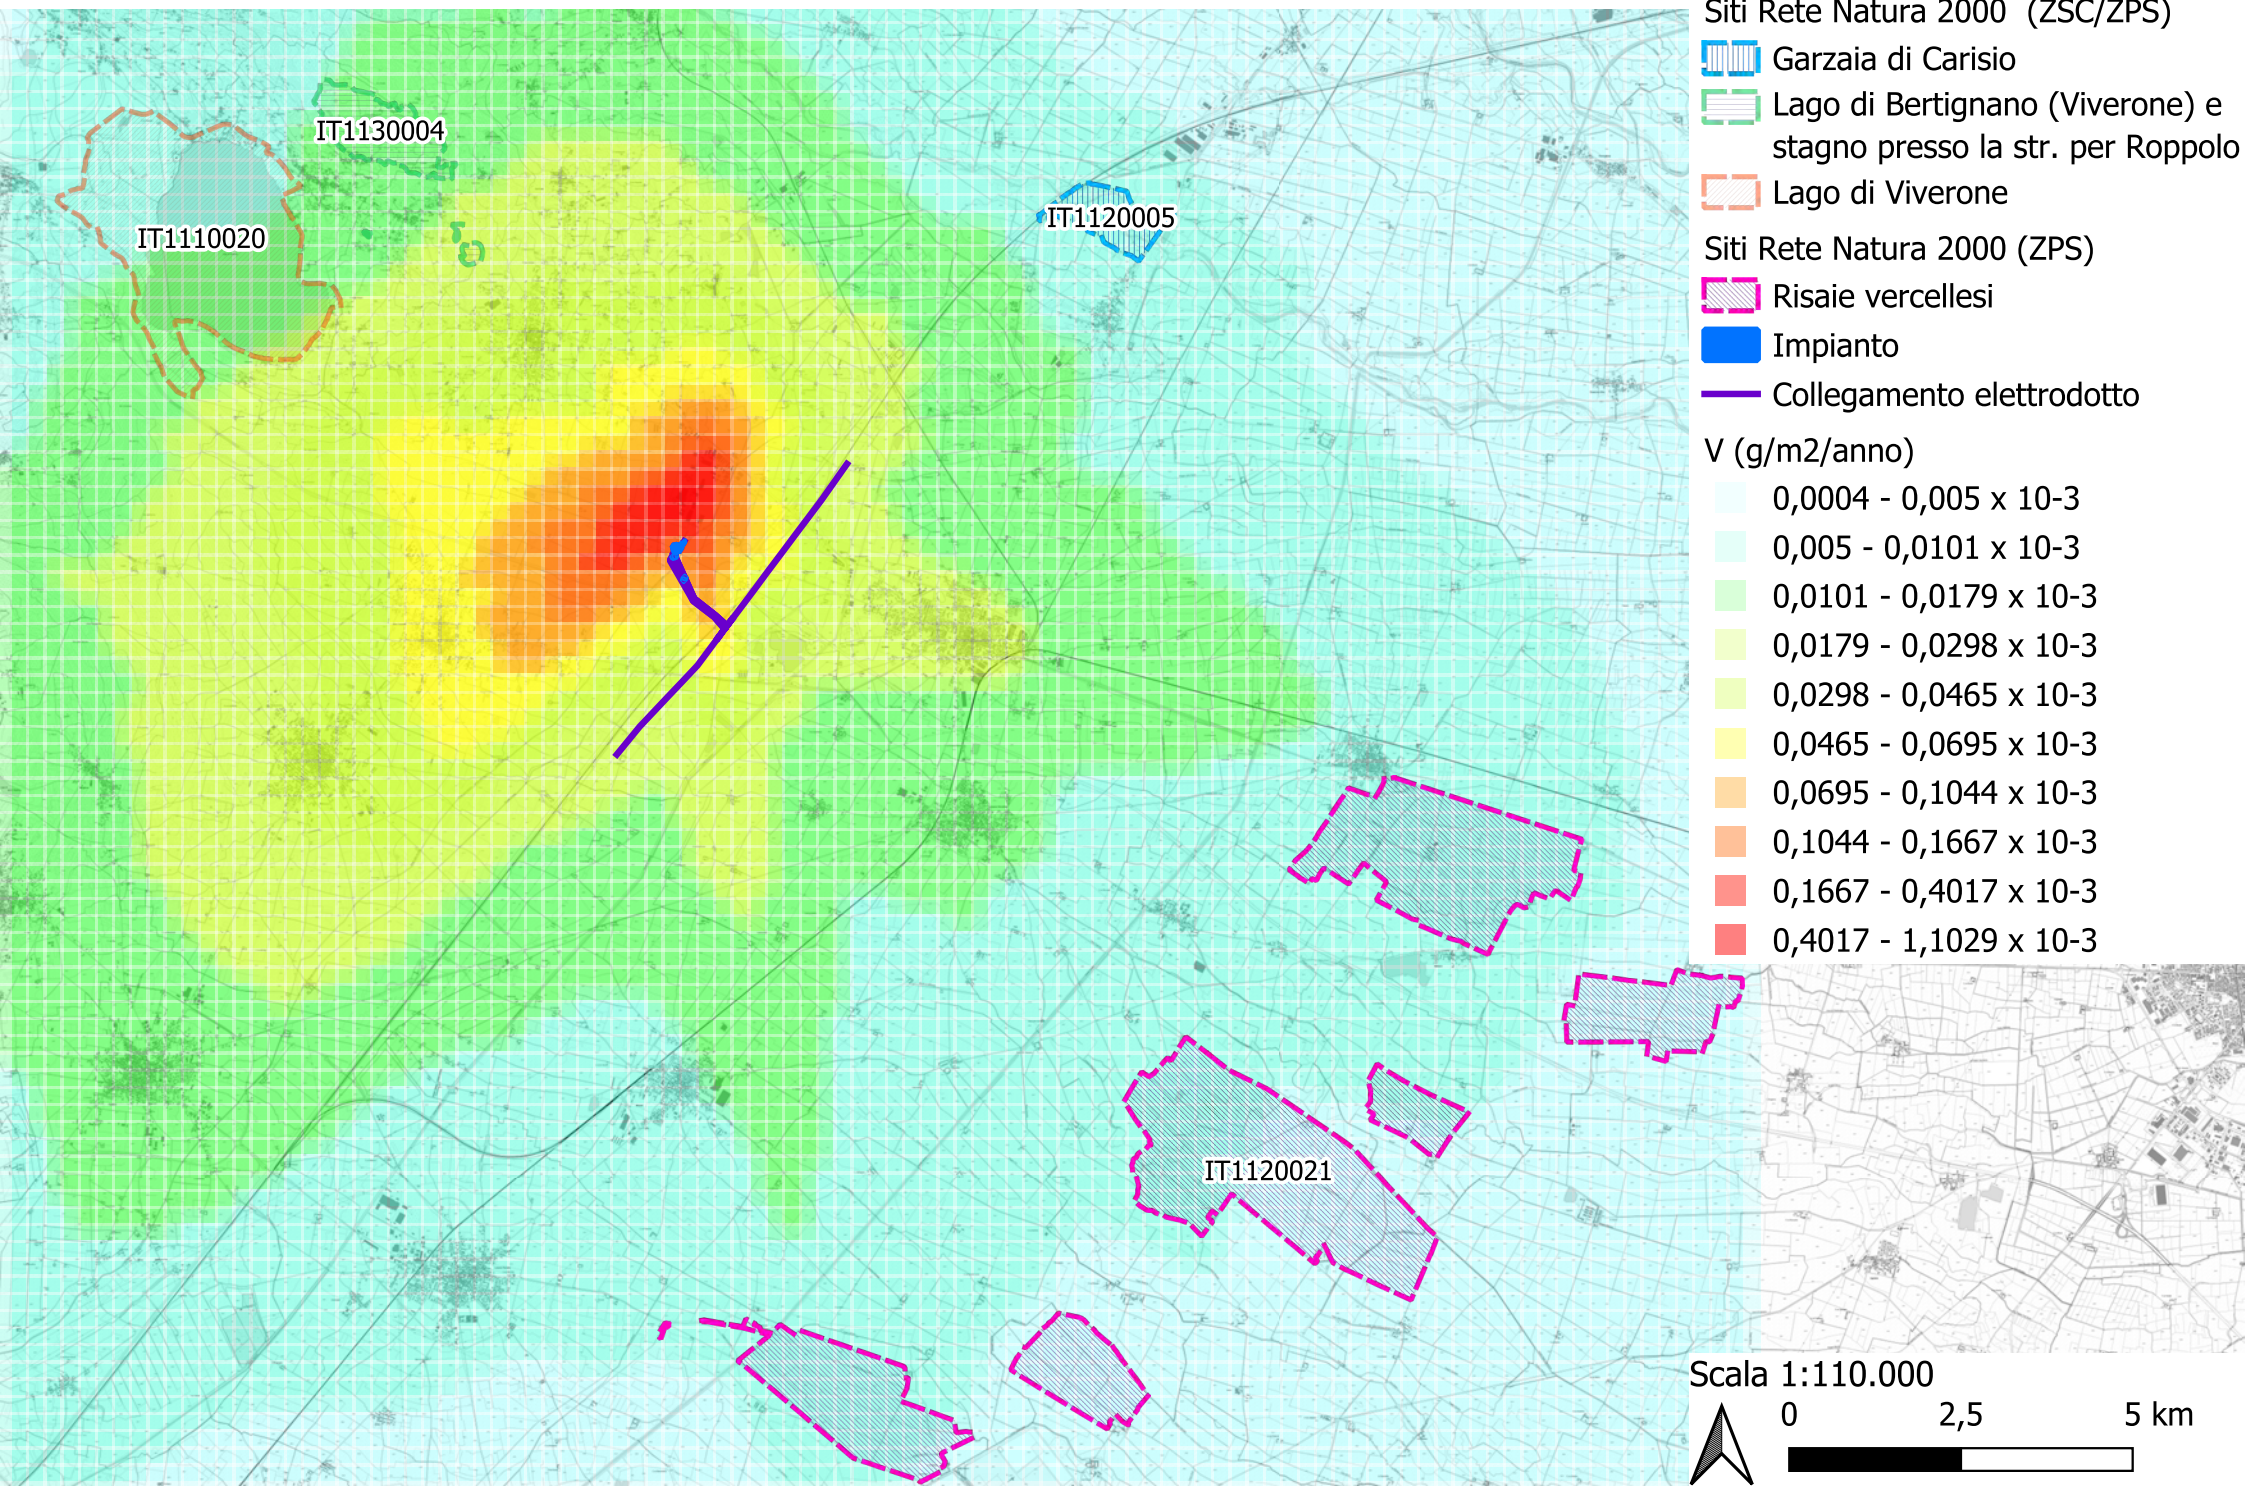 Siti Rete Natura 2000 (ZSC/ZPS)
Garzaia di Carisio
Lago di Bertignano (Viverone) e
stagno presso la str. per Roppolo
Lago di Viverone
Siti Rete Natura 2000 (ZPS)
Risaie vercellesi
Impianto
Collegamento elettrodotto
V (g/m2/anno)
0,0004 - 0,005 x 10-3
0,005 - 0,0101 x 10-3
0,0101 - 0,0179 x 10-3
0,0179 - 0,0298 x 10-3
0,0298 - 0,0465 x 10-3
0,0465 - 0,0695 x 10-3
0,0695 - 0,1044 x 10-3
0,1044 - 0,1667 x 10-3
0,1667 - 0,4017 x 10-3
0,4017 - 1,1029 x 10-3
IT1130004
IT1120005
IT1110020
IT1120021
Scala 1:110.000
0 2,5 5 km